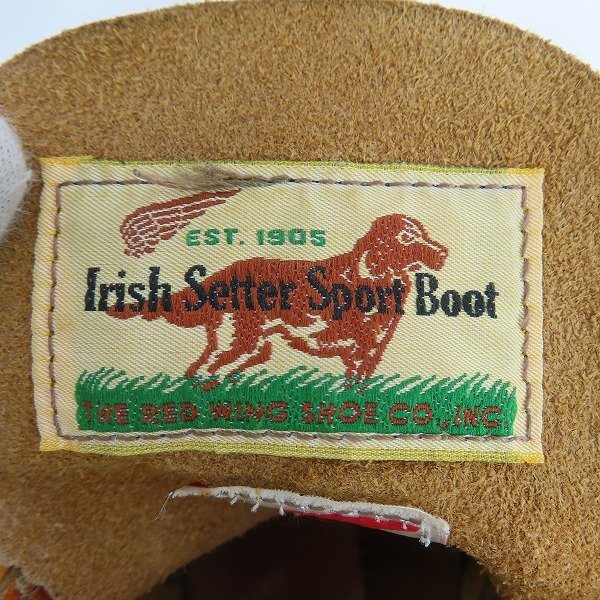 EST. 1905
Irish Setter Sport Boot
THE RED WING SHOE CO., INC.